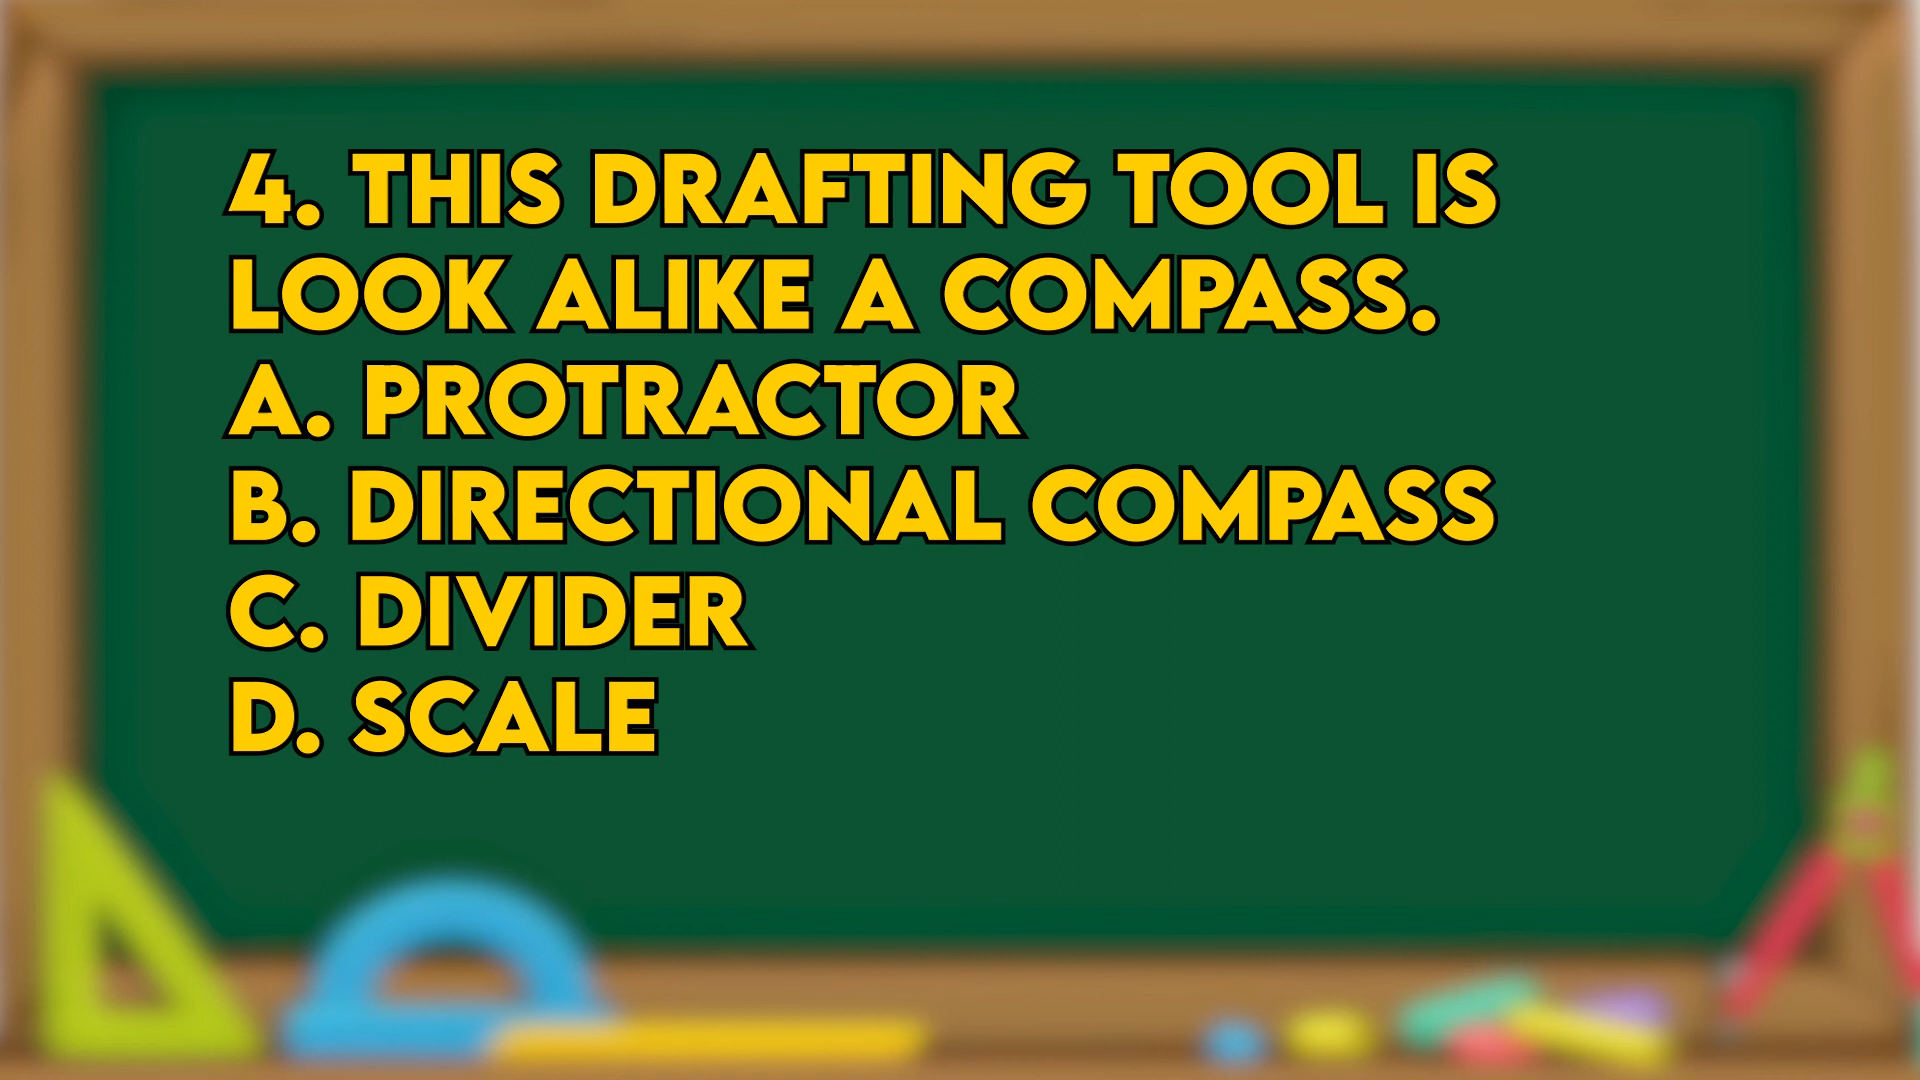 4. THIS DRAFTING TOOL IS
LOOK ALIKE A COMPASS.
A. PROTRACTOR
B. DIRECTIONAL COMPASS
C. DIVIDER
D. SCALE